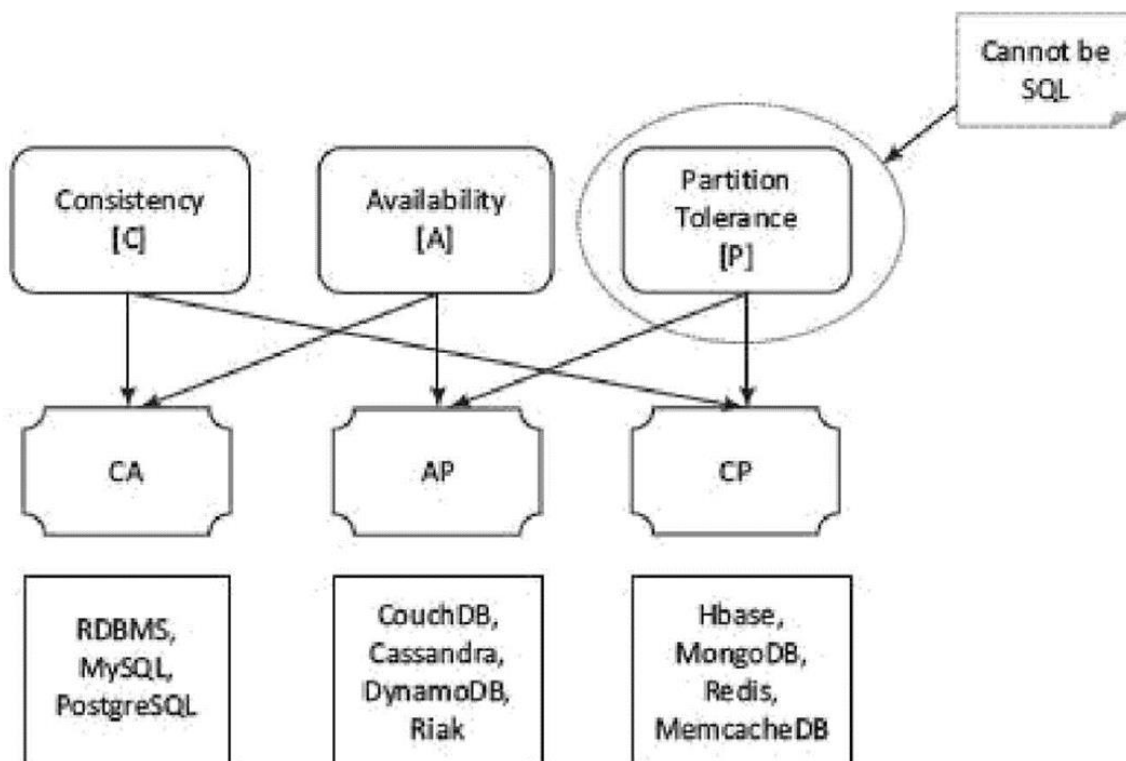 Cannot be
SQL
Consistency
[C]
Availability
[A]
Partition
Tolerance
[P]
CA
AP
CP
RDBMS,
MySQL,
PostgreSQL
CouchDB,
Cassandra,
DynamoDB,
Riak
Hbase,
MongoDB,
Redis,
MemcacheDB